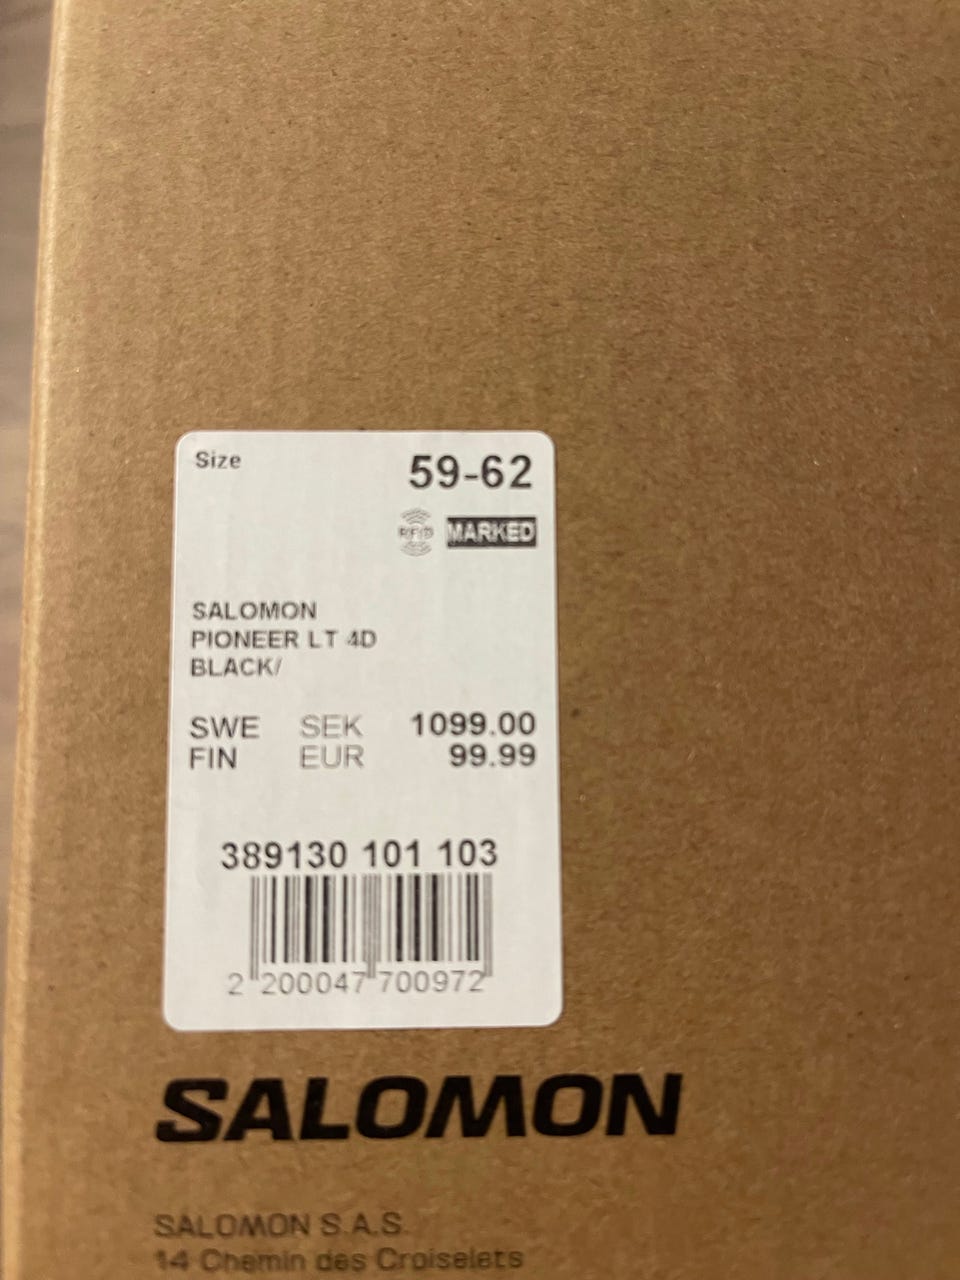 Size 59-62
RFID MARKED
SALOMON
PIONEER LT 4D
BLACK/
SWE SEK 1099.00
FIN EUR 99.99
389130 101 103
2 200047 700972
SALOMON
SALOMON S.A.S.
14 Chemin des Croiselets